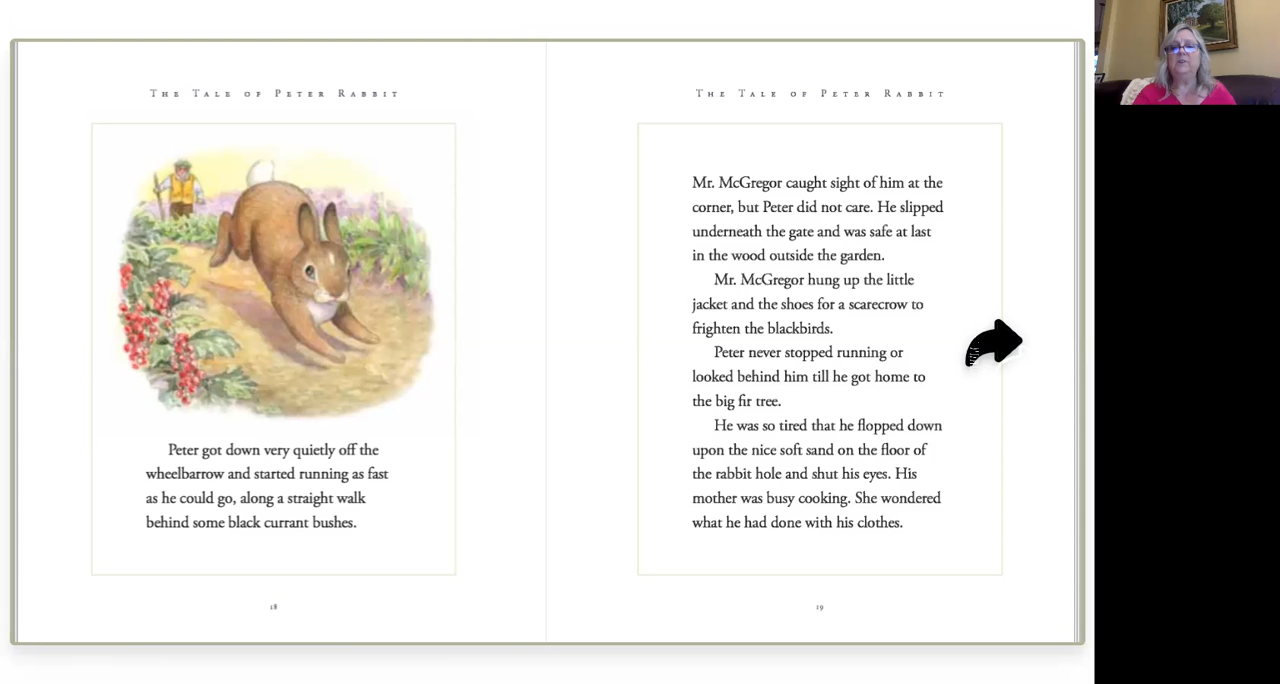 The Tale of Peter Rabbit
Peter got down very quietly off the
wheelbarrow and started running as fast
as he could go, along a straight walk
behind some black currant bushes.
18
The Tale of Peter Rabbit
Mr. McGregor caught sight of him at the
corner, but Peter did not care. He slipped
underneath the gate and was safe at last
in the wood outside the garden.
Mr. McGregor hung up the little
jacket and the shoes for a scarecrow to
frighten the blackbirds.
Peter never stopped running or
looked behind him till he got home to
the big fir tree.
He was so tired that he flopped down
upon the nice soft sand on the floor of
the rabbit hole and shut his eyes. His
mother was busy cooking. She wondered
what he had done with his clothes.
19